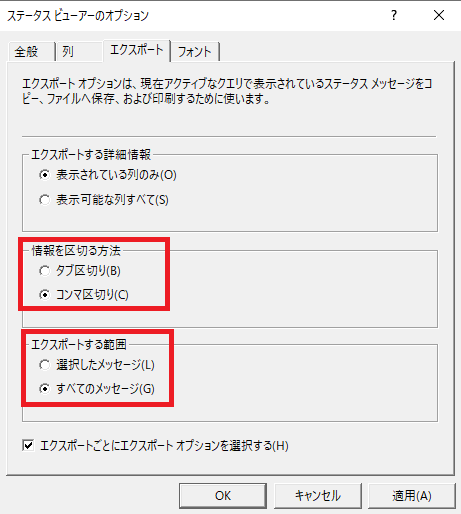 ステータス ビューアーのオプション
全般 列 エクスポート フォント
エクスポート オプションは、現在アクティブなクエリで表示されているステータス メッセージをコ
ピー、ファイルへ保存、および印刷するために使います。
エクスポートする詳細情報
表示されている列のみ(O)
表示可能な列すべて(S)
情報を区切る方法
タブ区切り(B)
コンマ区切り(C)
エクスポートする範囲
選択したメッセージ(L)
すべてのメッセージ(G)
エクスポートごとにエクスポート オプションを選択する(H)
OK キャンセル 適用(A)